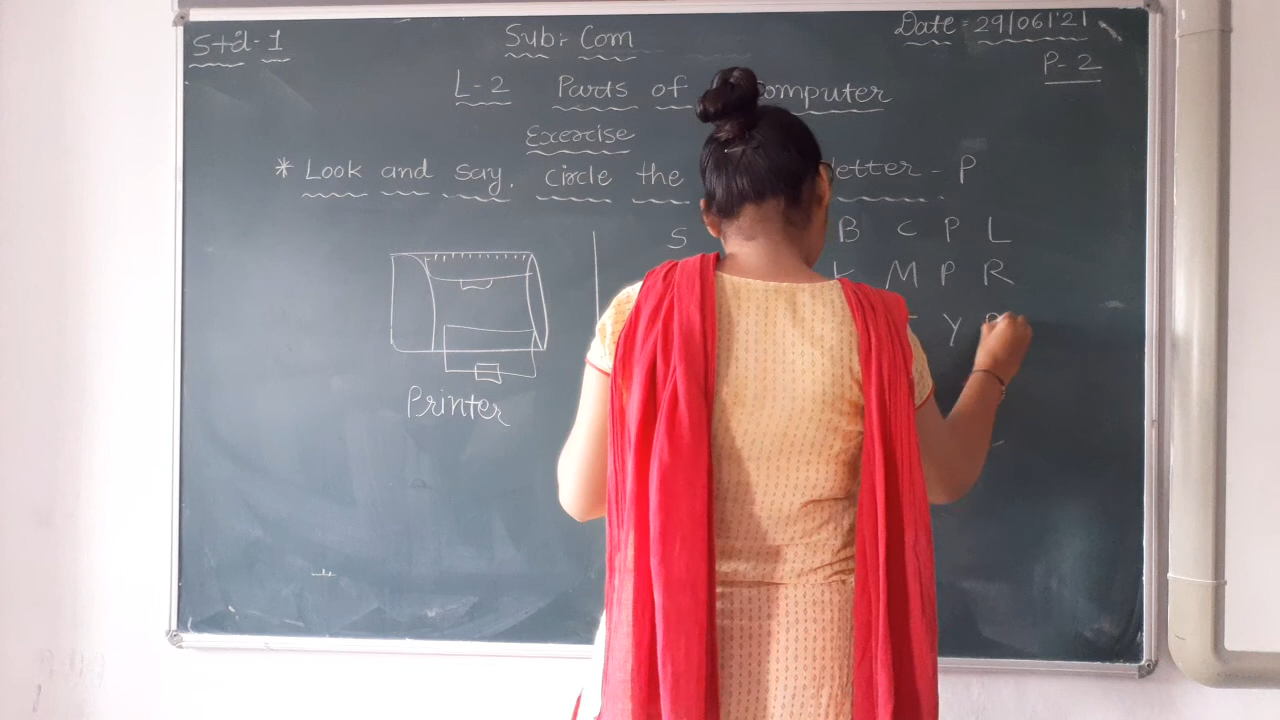 Std-1 Sub:- Com Date - 29/06/'21
P-2
L-2 Parts of Computer
Exercise
* Look and say, circle the letter - P
S B C P L
M P R
Y
Printer